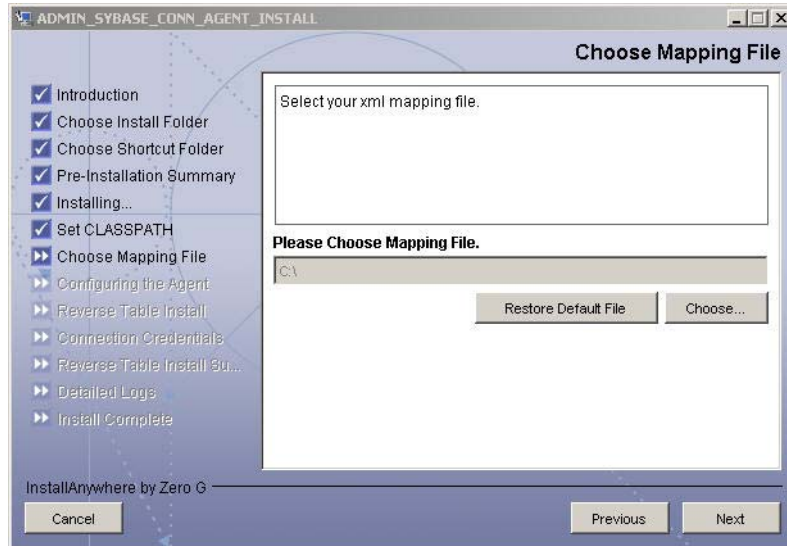 ADMIN_SYBASE_CONN_AGENT_INSTALL
Choose Mapping File
Introduction
Choose Install Folder
Choose Shortcut Folder
Pre-Installation Summary
Installing...
Set CLASSPATH
Choose Mapping File
Configuring the Agent
Reverse Table Install
Connection Credentials
Reverse Table Install Su...
Detailed Logs
Install Complete
Select your xml mapping file.
Please Choose Mapping File.
C:\
Restore Default File
Choose...
InstallAnywhere by Zero G
Cancel
Previous
Next